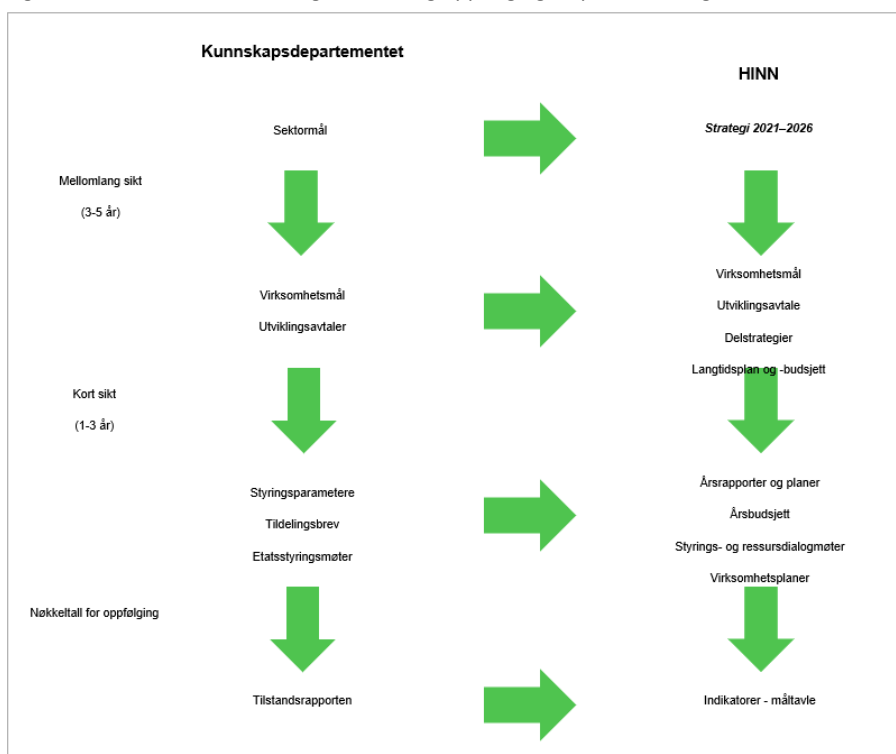 Kunnskapsdepartementet
HINN
Sektormål
Strategi 2021–2026
Mellomlang sikt
(3-5 år)
Virksomhetsmål
Utviklingsavtaler
Virksomhetsmål
Utviklingsavtale
Delstrategier
Langtidsplan og -budsjett
Kort sikt
(1-3 år)
Styringsparametere
Tildelingsbrev
Etatsstyringsmøter
Årsrapporter og planer
Årsbudsjett
Styrings- og ressursdialogmøter
Virksomhetsplaner
Nøkkeltall for oppfølging
Tilstandsrapporten
Indikatorer - måltavle